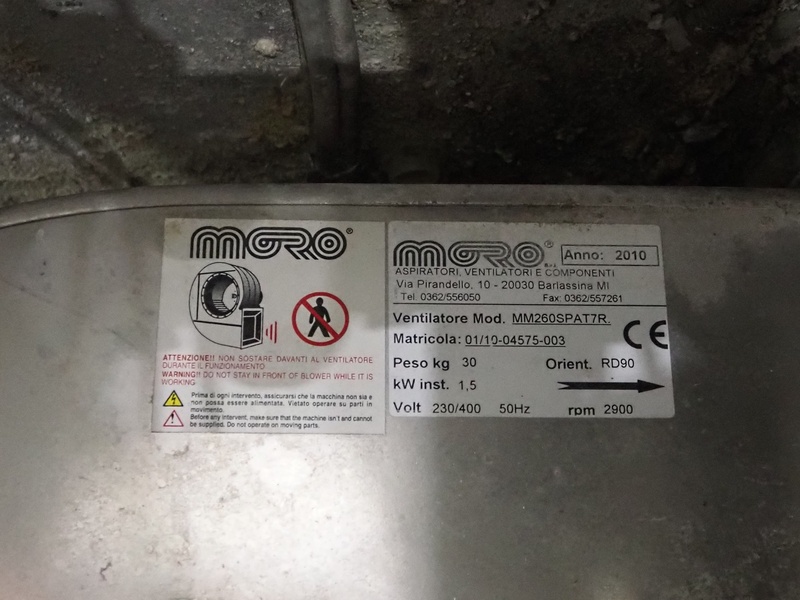 MORO®
ATTENZIONE!! NON SOSTARE DAVANTI AL VENTILATORE
DURANTE IL FUNZIONAMENTO
WARNING!! DO NOT STAY IN FRONT OF BLOWER WHILE IT IS
WORKING
Prima di ogni intervento, assicurarsi che la macchina non sia e
non possa essere alimentata. Vietato operare su parti in
movimento.
Before any intervent, make sure that the machine isn't and cannot
be supplied. Do not operate on moving parts.
MORO® s.r.l. Anno: 2010
ASPIRATORI, VENTILATORI E COMPONENTI
Via Pirandello, 10 - 20030 Barlassina MI
Tel. 0362/556050 Fax: 0362/557261
Ventilatore Mod. MM260SPAT7R.
Matricola: 01/10-04575-003 CE
Peso kg 30 Orient. RD90
kW inst. 1,5
Volt 230/400 50Hz rpm 2900